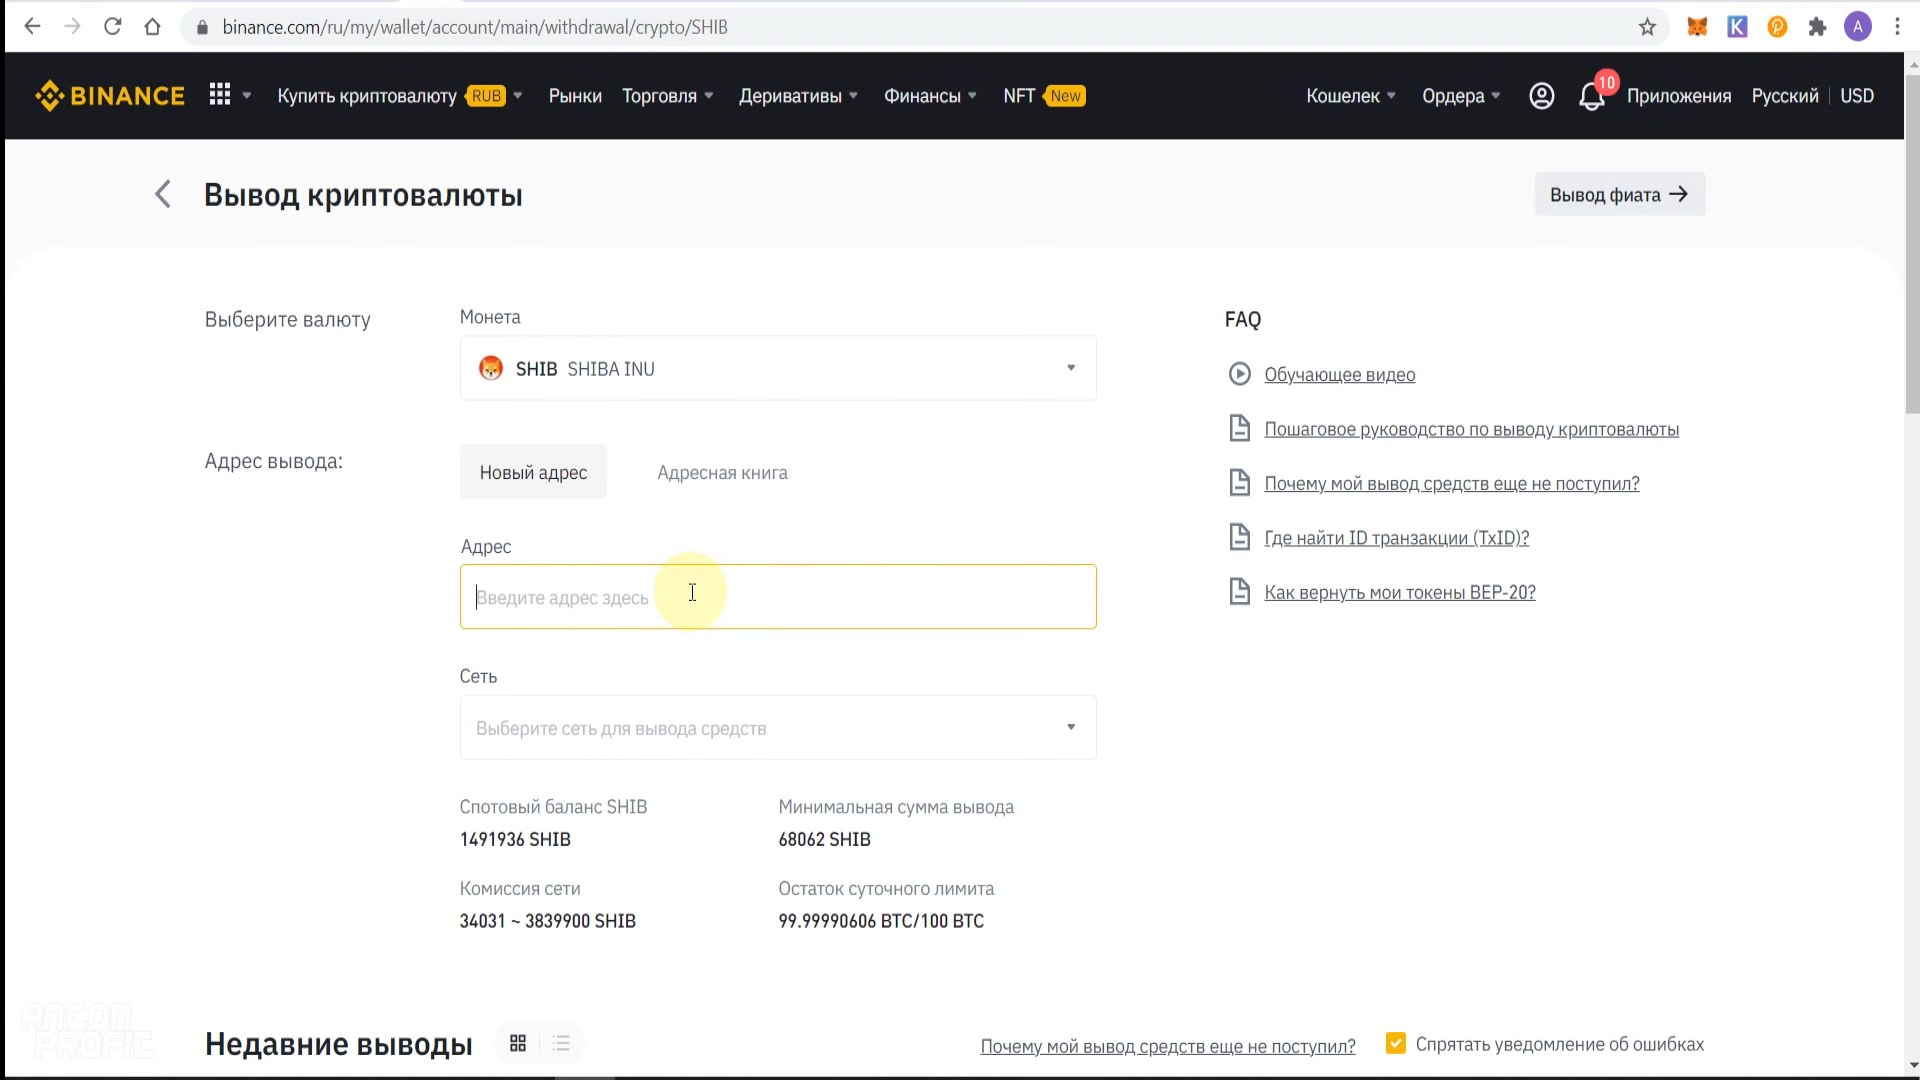 binance.com/ru/my/wallet/account/main/withdrawal/crypto/SHIB
K
P
A
BINANCE
Купить криптовалюту RUB
Рынки
Торговля
Деривативы
Финансы
NFT New
Кошелек
Ордера
10
Приложения
Русский
USD
Вывод криптовалюты
Вывод фиата
Выберите валюту
Монета
SHIB SHIBA INU
Адрес вывода:
Новый адрес
Адресная книга
Адрес
Введите адрес здесь
Сеть
Выберите сеть для вывода средств
Спотовый баланс SHIB
1491936 SHIB
Минимальная сумма вывода
68062 SHIB
Комиссия сети
34031 ~ 3839900 SHIB
Остаток суточного лимита
99.99990606 BTC/100 BTC
FAQ
Обучающее видео
Пошаговое руководство по выводу криптовалюты
Почему мой вывод средств еще не поступил?
Где найти ID транзакции (TxID)?
Как вернуть мои токены BEP-20?
ANTON
PROFIT
Недавние выводы
Почему мой вывод средств еще не поступил?
Спрятать уведомление об ошибках